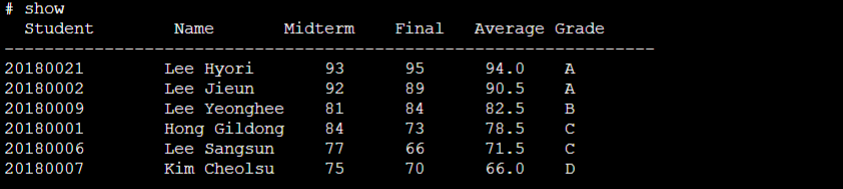 # show
Student Name Midterm Final Average Grade
-----------------------------------------------------------------
20180021 Lee Hyori 93 95 94.0 A
20180002 Lee Jieun 92 89 90.5 A
20180009 Lee Yeonghee 81 84 82.5 B
20180001 Hong Gildong 84 73 78.5 C
20180006 Lee Sangsun 77 66 71.5 C
20180007 Kim Cheolsu 75 70 66.0 D